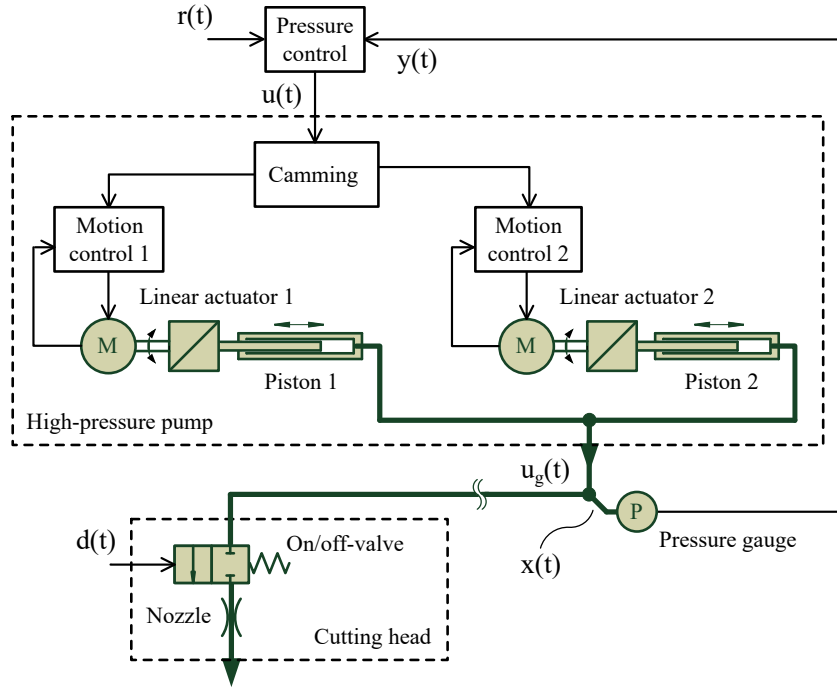 r(t)
Pressure
control
y(t)
u(t)
Camming
Motion
control 1
Motion
control 2
Linear actuator 1
Linear actuator 2
M
M
Piston 1
Piston 2
High-pressure pump
u_g(t)
P
d(t)
On/off-valve
x(t)
Pressure gauge
Nozzle
Cutting head